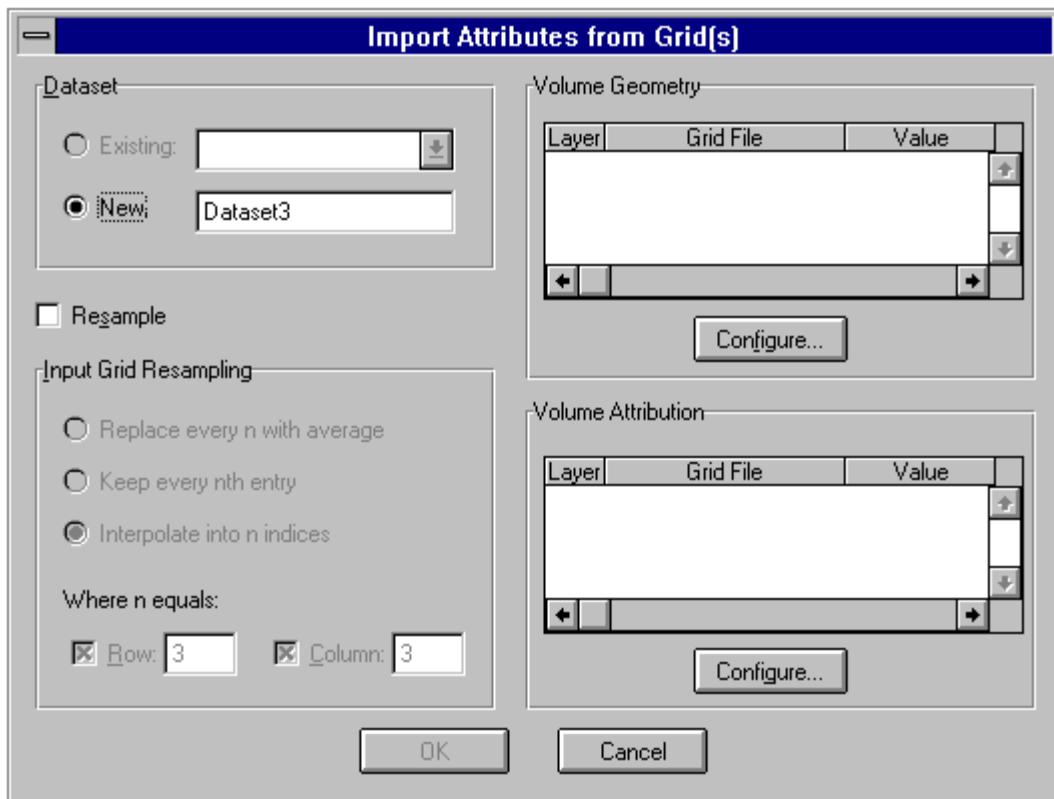 Import Attributes from Grid(s)
Dataset
Existing:
New:
Dataset3
Resample
Input Grid Resampling
Replace every n with average
Keep every nth entry
Interpolate into n indices
Where n equals:
Row: 3 Column: 3
Volume Geometry
Layer Grid File Value
Configure...
Volume Attribution
Layer Grid File Value
Configure...
OK Cancel